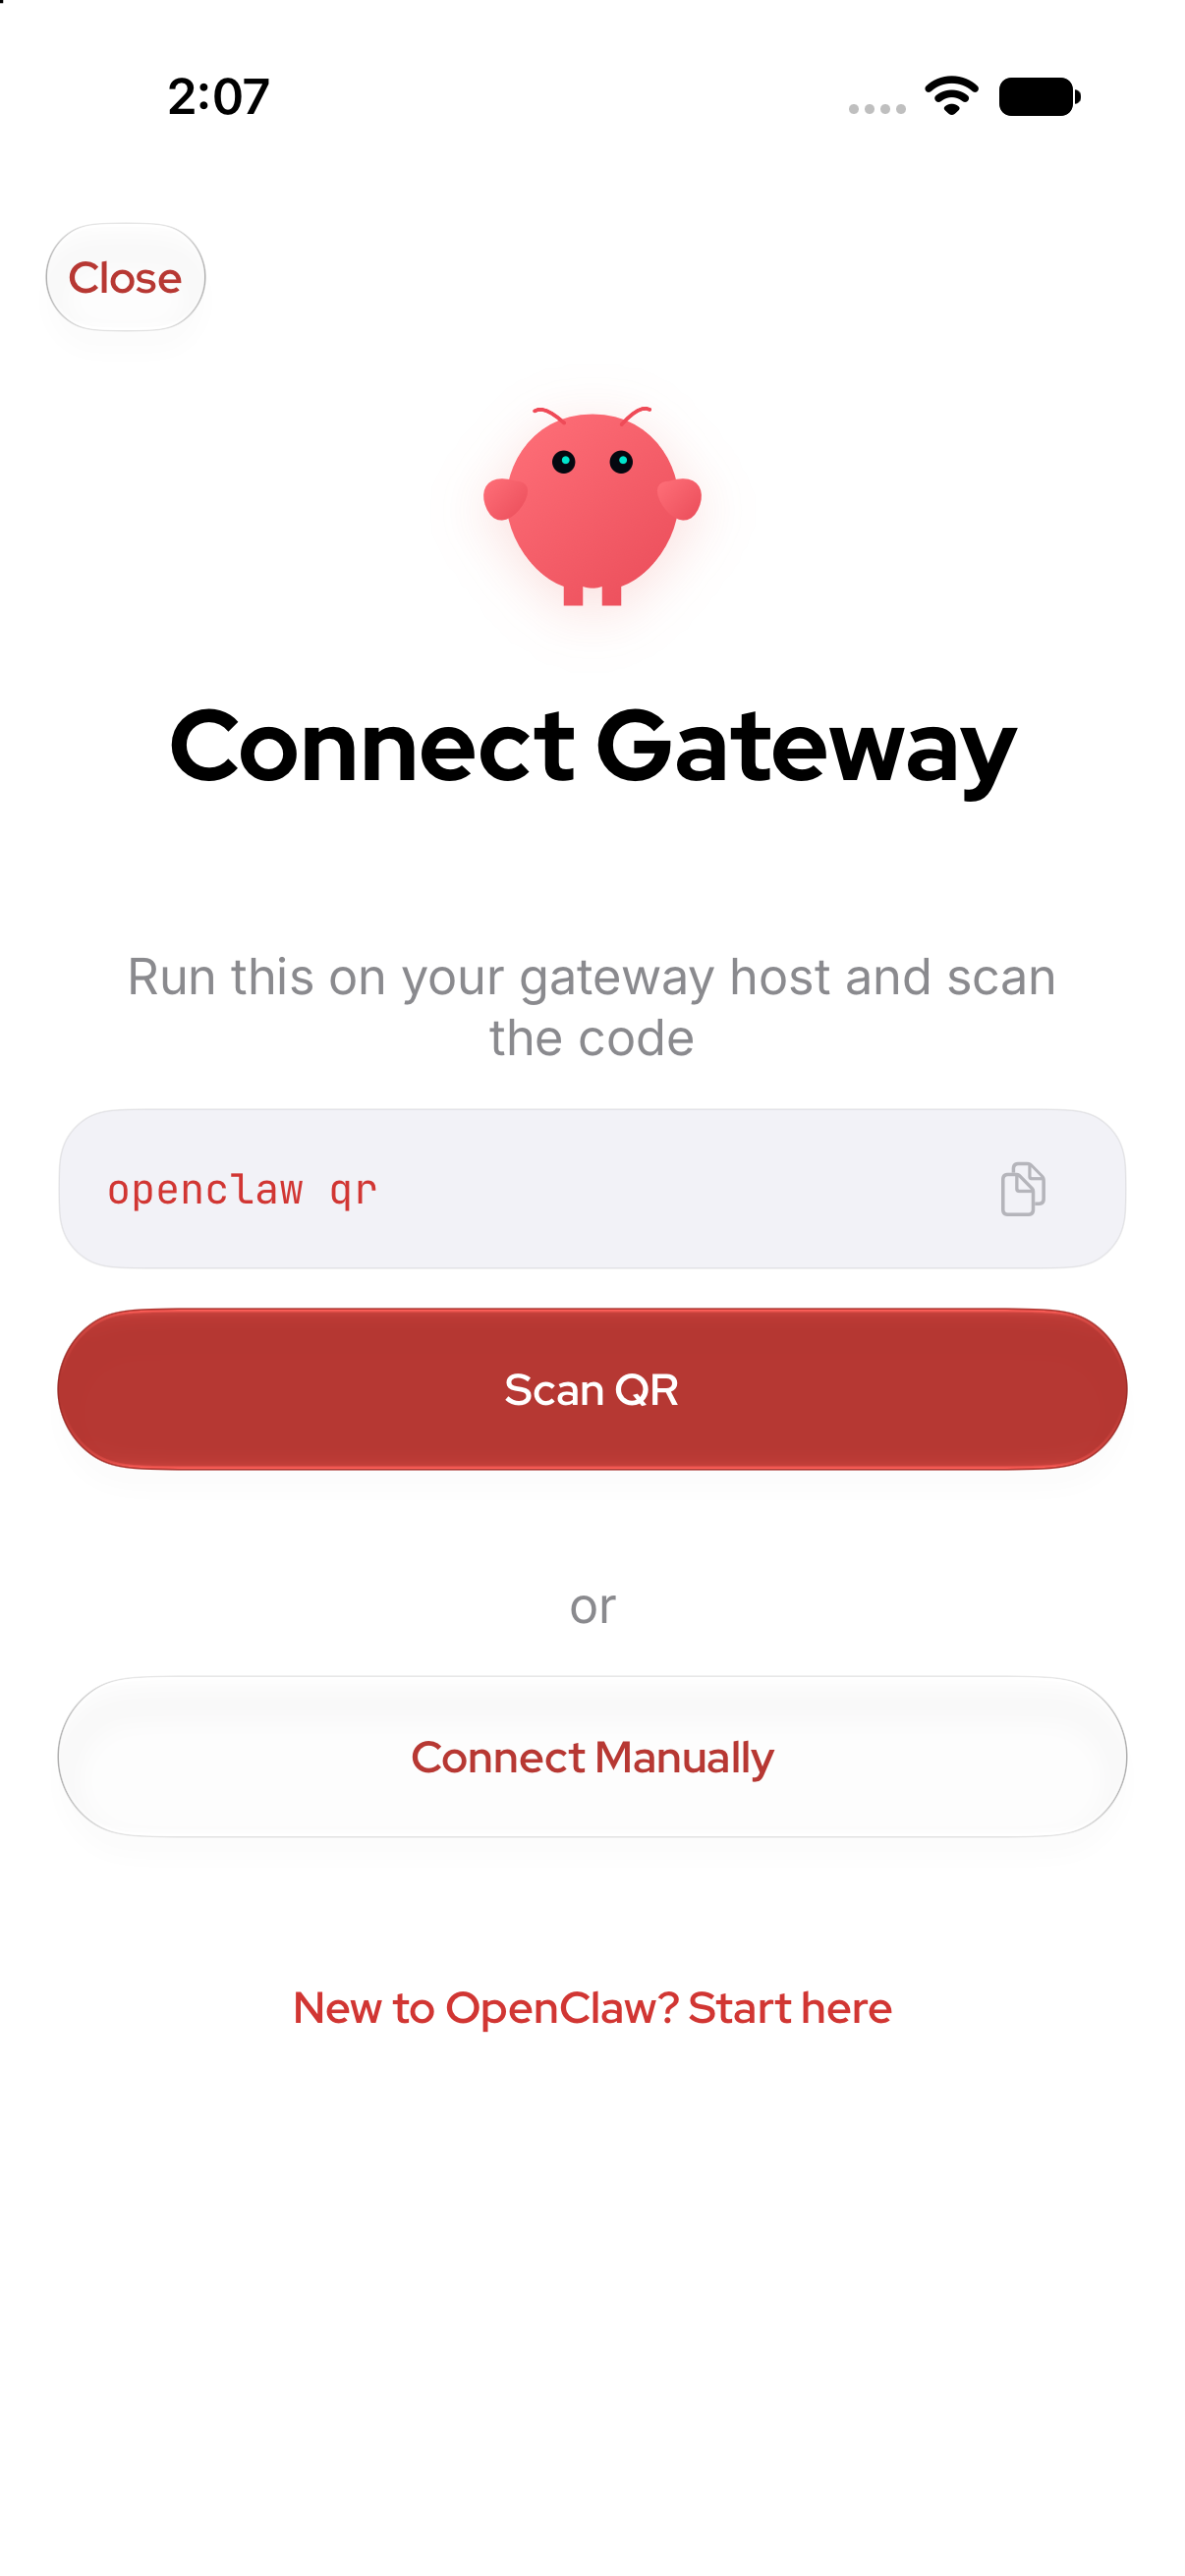 2:07
Close
Connect Gateway
Run this on your gateway host and scan
the code
openclaw qr
Scan QR
or
Connect Manually
New to OpenClaw? Start here